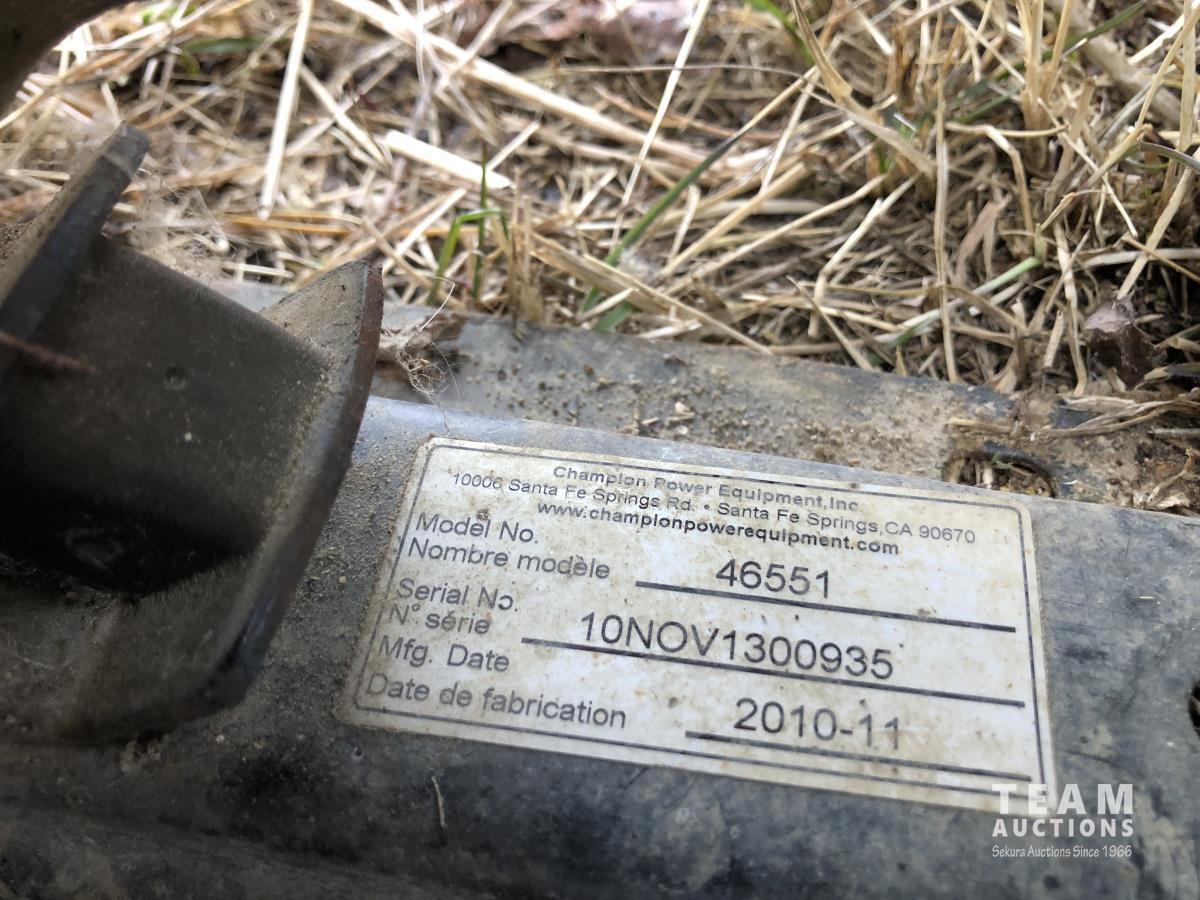 Champion Power Equipment,Inc
10006 Santa Fe Springs Rd. • Santa Fe Springs,CA 90670
www.championpowerequipment.com
Model No.
Nombre modèle 46551
Serial No.
N° série 10NOV1300935
Mfg. Date
Date de fabrication 2010-11
TEAM
AUCTIONS
Sekura Auctions Since 1966